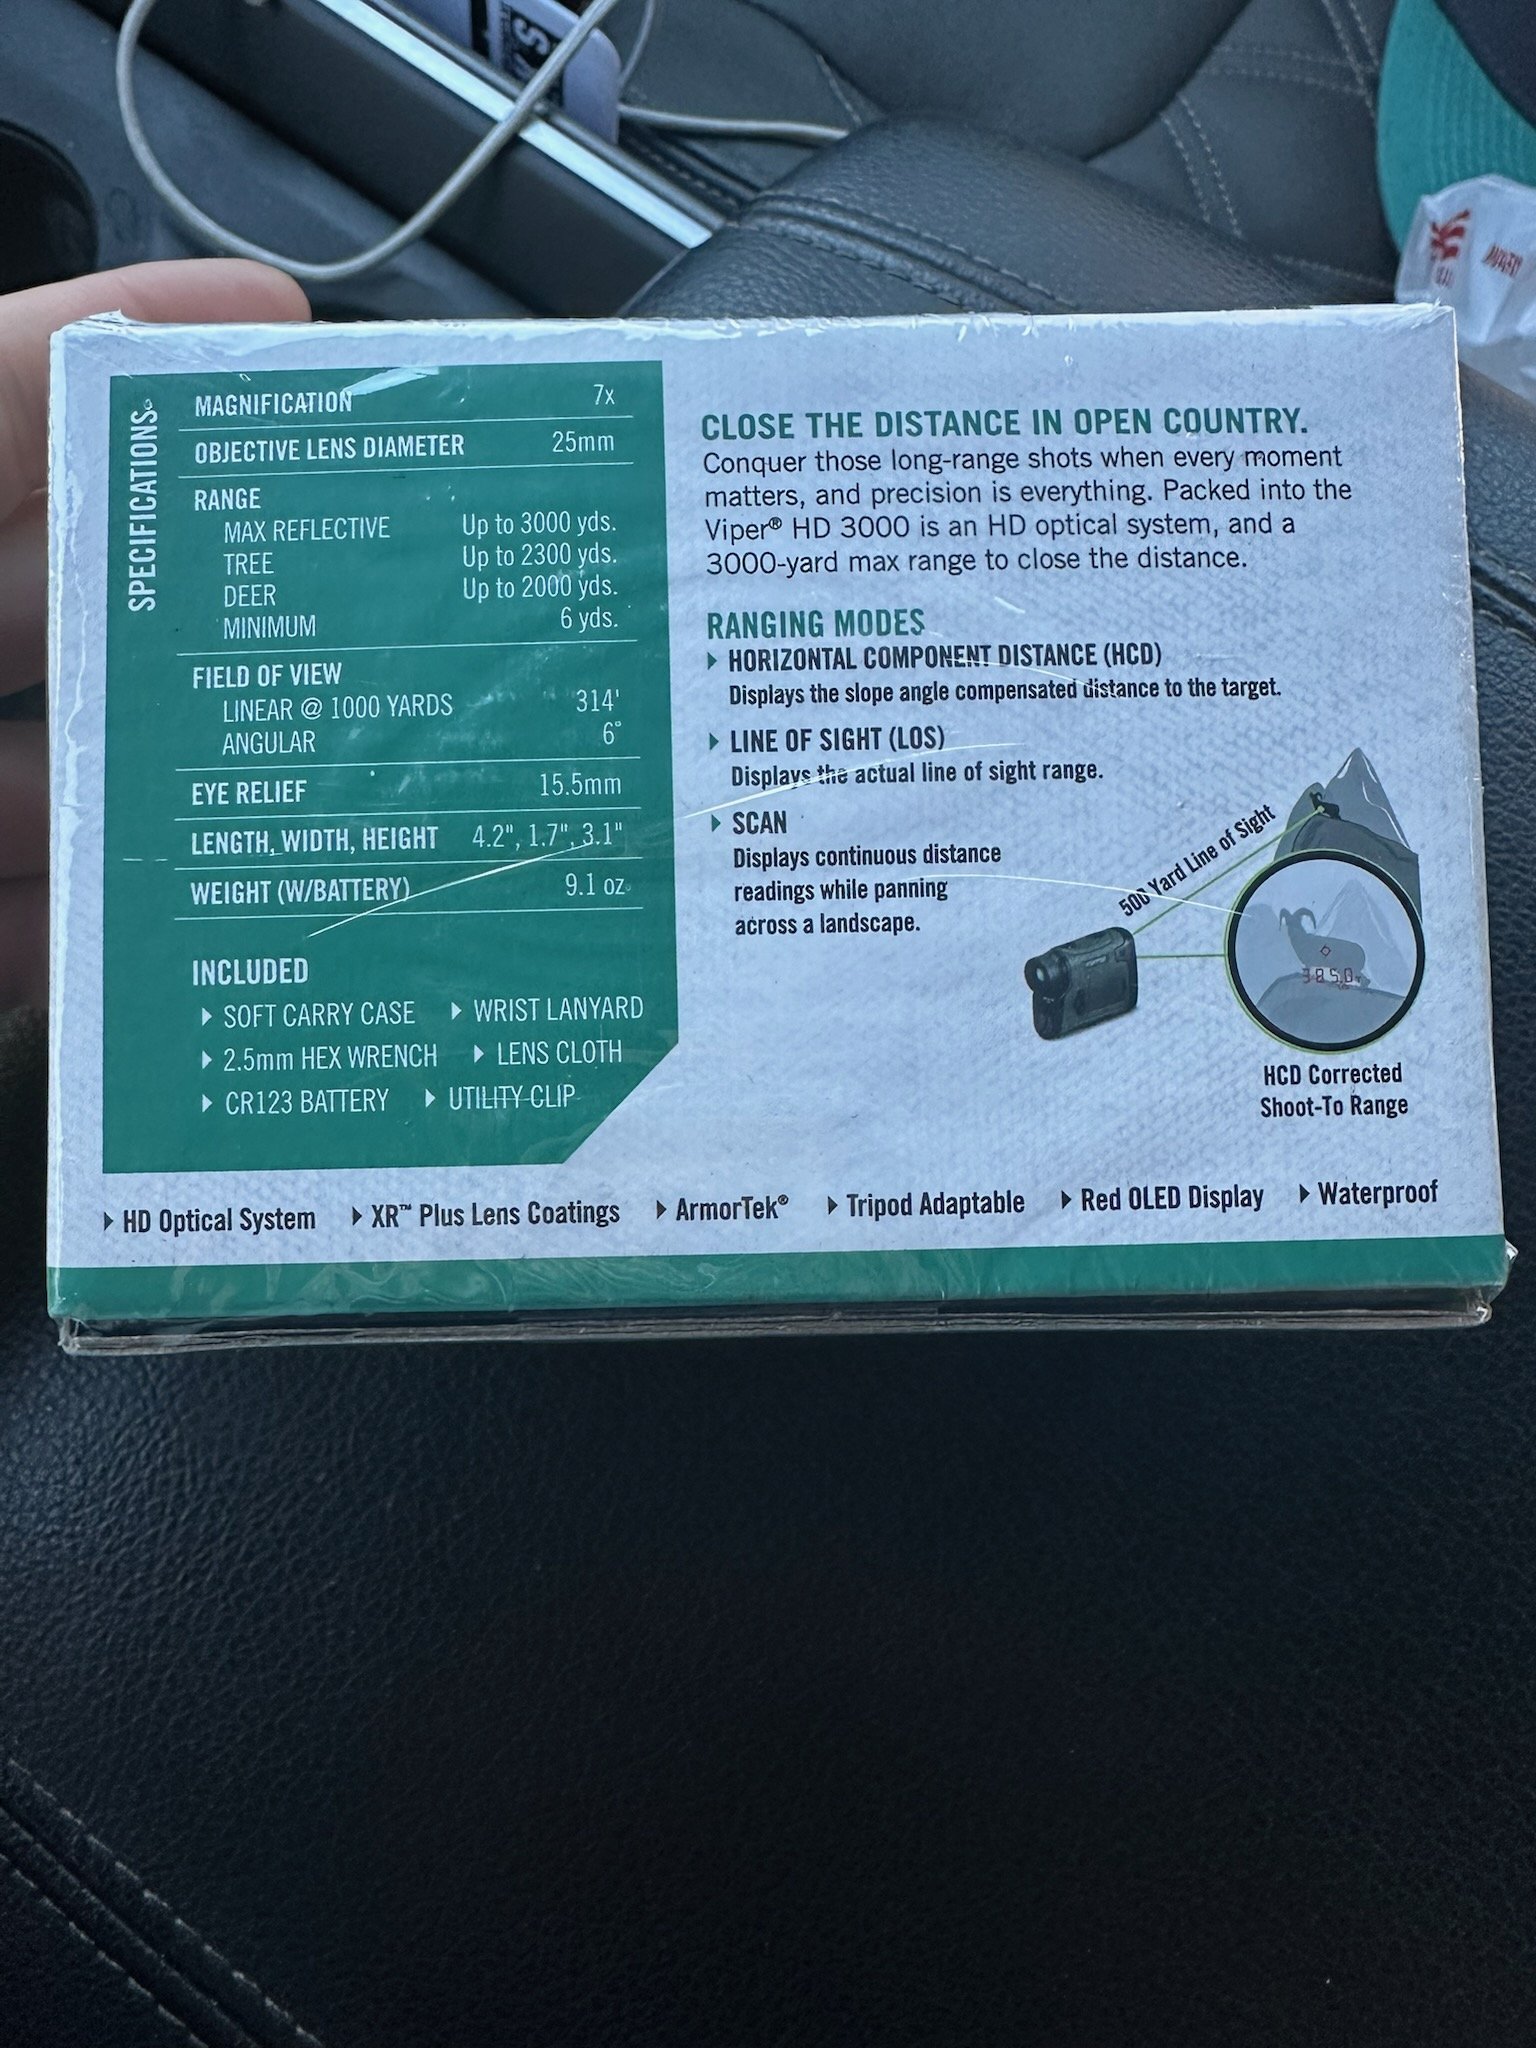 SPECIFICATIONS
MAGNIFICATION 7x
OBJECTIVE LENS DIAMETER 25mm
RANGE
MAX REFLECTIVE Up to 3000 yds.
TREE Up to 2300 yds.
DEER Up to 2000 yds.
MINIMUM 6 yds.
FIELD OF VIEW
LINEAR @ 1000 YARDS 314'
ANGULAR 6°
EYE RELIEF 15.5mm
LENGTH, WIDTH, HEIGHT 4.2", 1.7", 3.1"
WEIGHT (W/BATTERY) 9.1 oz
INCLUDED
SOFT CARRY CASE WRIST LANYARD
2.5mm HEX WRENCH LENS CLOTH
CR123 BATTERY UTILITY CLIP
CLOSE THE DISTANCE IN OPEN COUNTRY.
Conquer those long-range shots when every moment
matters, and precision is everything. Packed into the
Viper® HD 3000 is an HD optical system, and a
3000-yard max range to close the distance.
RANGING MODES
HORIZONTAL COMPONENT DISTANCE (HCD)
Displays the slope angle compensated distance to the target.
LINE OF SIGHT (LOS)
Displays the actual line of sight range.
SCAN
Displays continuous distance
readings while panning
across a landscape.
500 Yard Line of Sight
385.0
HCD Corrected
Shoot-To Range
HD Optical System XR™ Plus Lens Coatings ArmorTek® Tripod Adaptable Red OLED Display Waterproof